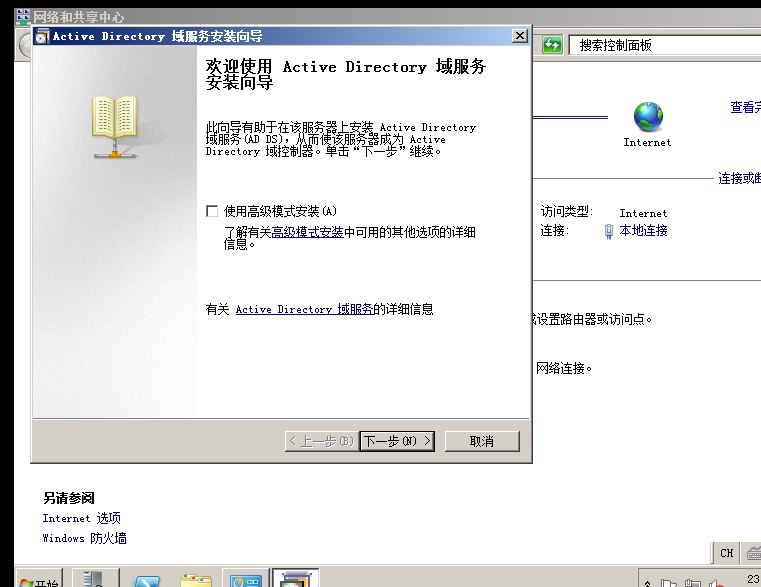 网络和共享中心
Active Directory 域服务安装向导
搜索控制面板
欢迎使用 Active Directory 域服务
安装向导
此向导有助于在该服务器上安装 Active Directory
域服务(AD DS)，从而使该服务器成为 Active
Directory 域控制器。单击“下一步”继续。
使用高级模式安装(A)
了解有关高级模式安装中可用的其他选项的详细
信息。
有关 Active Directory 域服务的详细信息
< 上一步(B)
下一步(N) >
取消
查看完
Internet
连接或断
访问类型: Internet
连接: 本地连接
设置路由器或访问点。
网络连接。
另请参阅
Internet 选项
Windows 防火墙
CH
开始
23